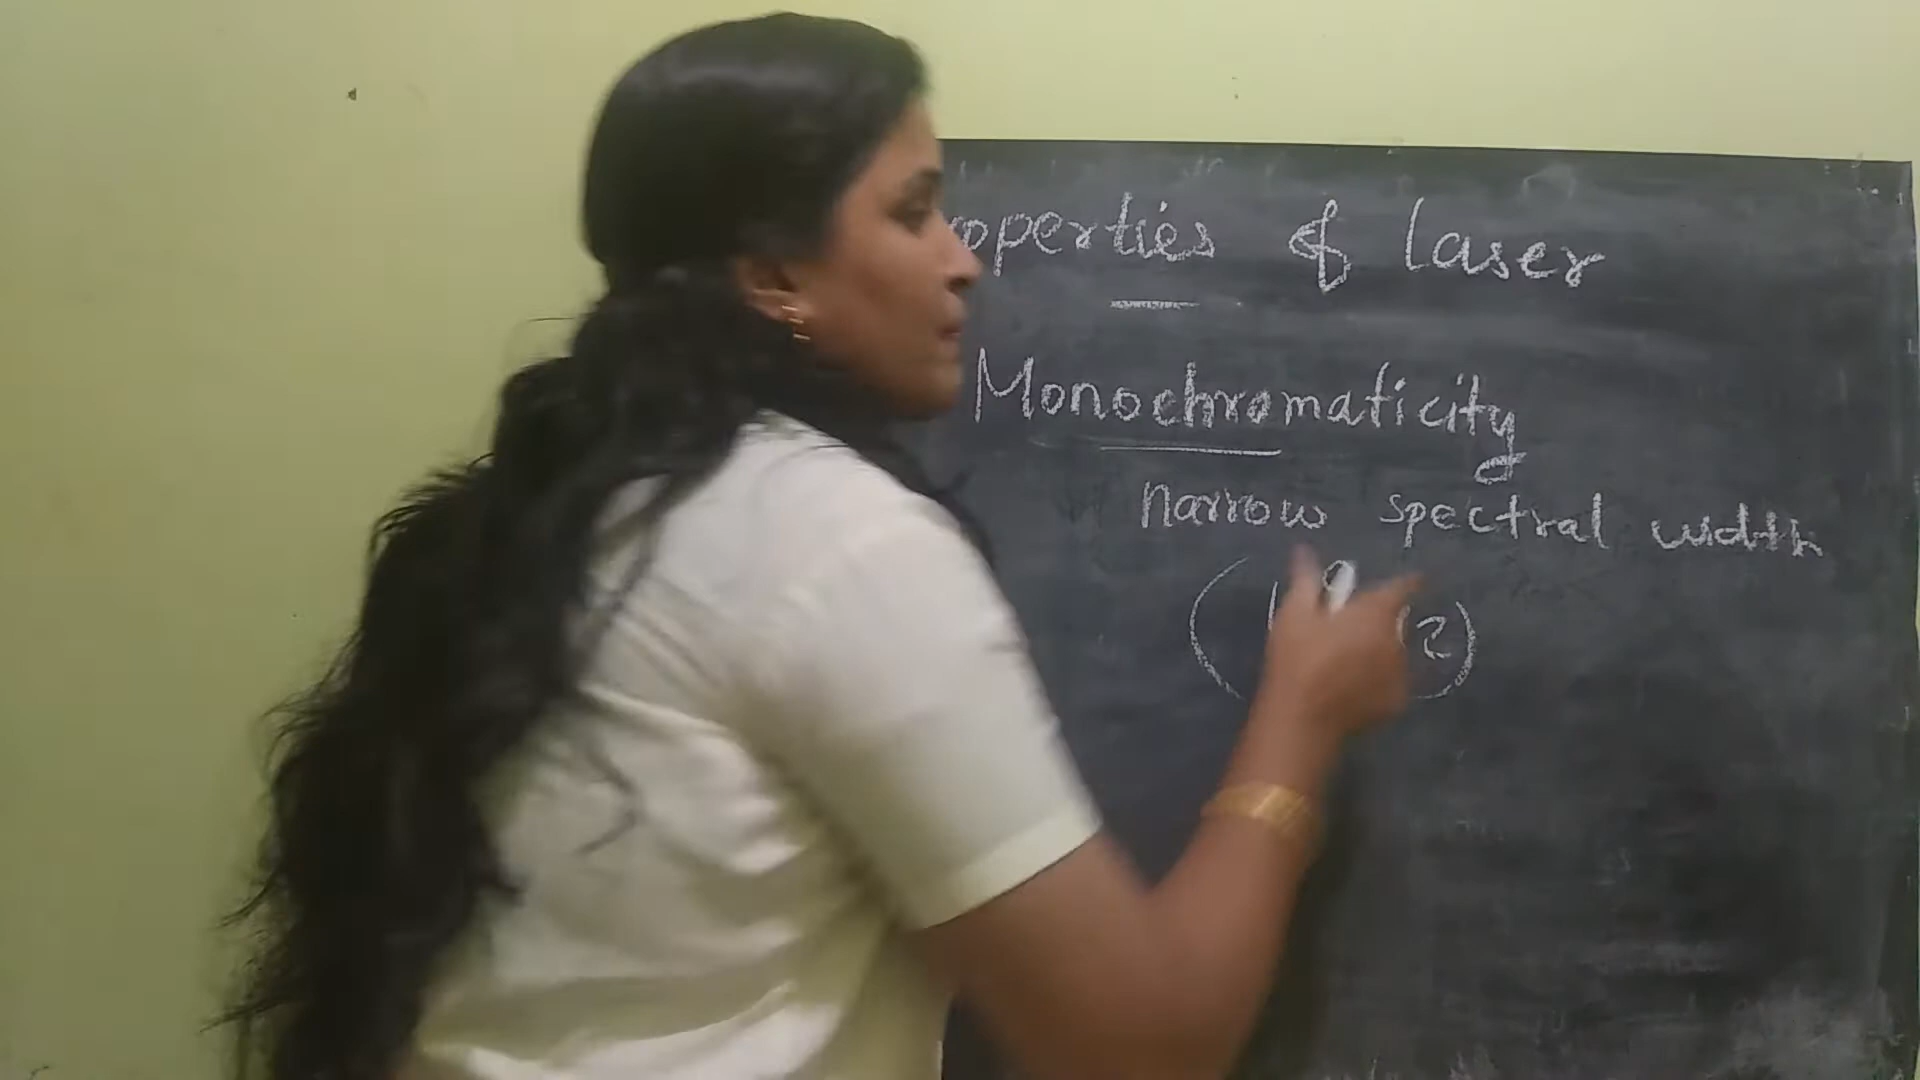 operties of laser
Monochromaticity
narrow spectral width